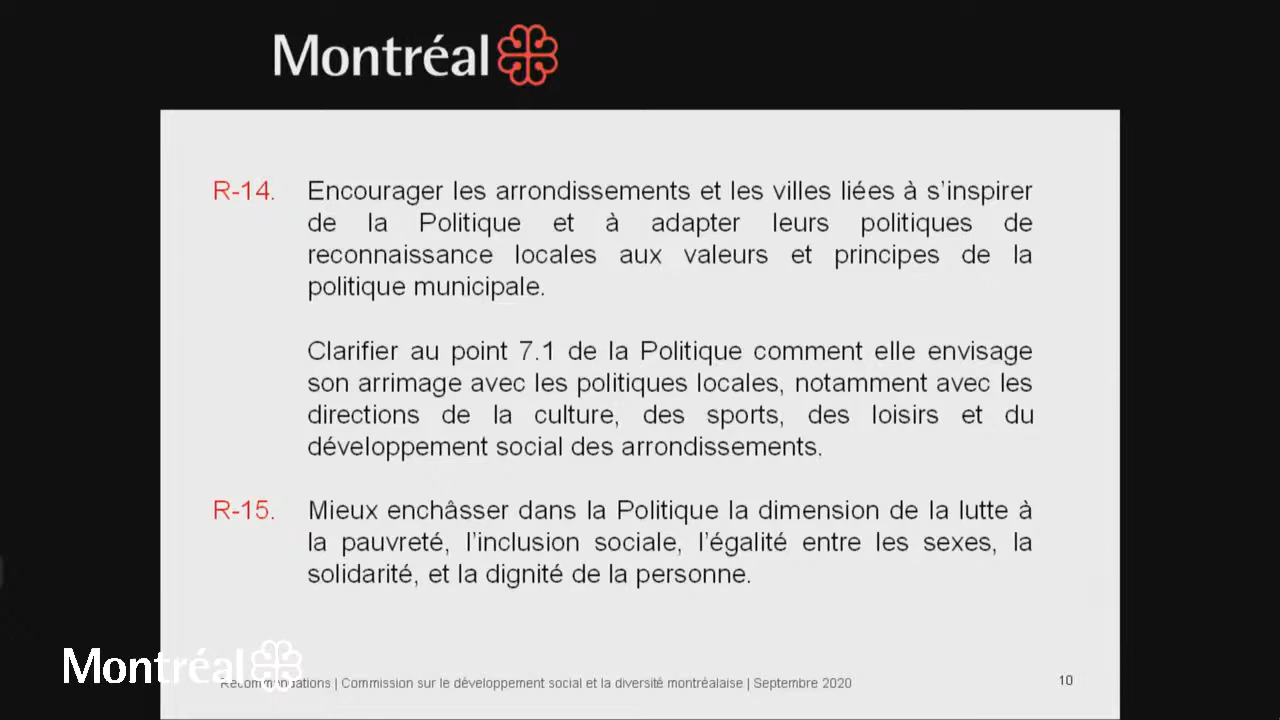 Montréal
R-14. Encourager les arrondissements et les villes liées à s'inspirer
de la Politique et à adapter leurs politiques de
reconnaissance locales aux valeurs et principes de la
politique municipale.
Clarifier au point 7.1 de la Politique comment elle envisage
son arrimage avec les politiques locales, notamment avec les
directions de la culture, des sports, des loisirs et du
développement social des arrondissements.
R-15. Mieux enchâsser dans la Politique la dimension de la lutte à
la pauvreté, l'inclusion sociale, l'égalité entre les sexes, la
solidarité, et la dignité de la personne.
Montréal
Recommandations | Commission sur le développement social et la diversité montréalaise | Septembre 2020
10